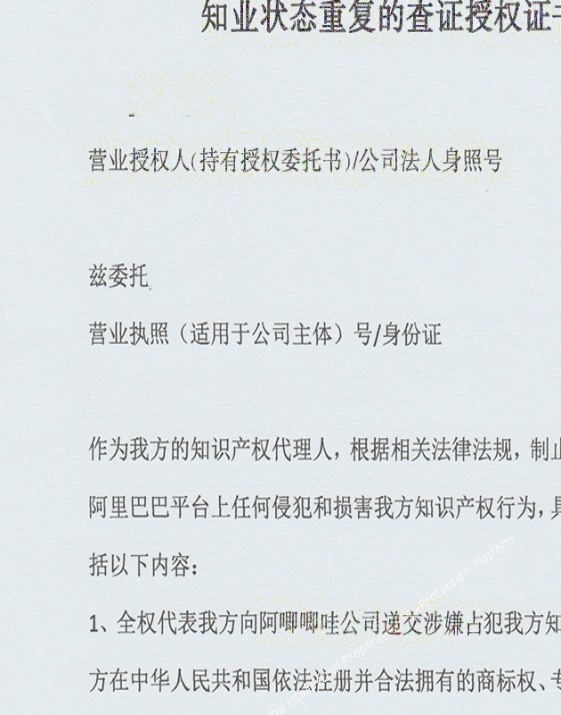 知业状态重复的查证授权证书
营业授权人(持有授权委托书)/公司法人身照号
兹委托
营业执照（适用于公司主体）号/身份证
作为我方的知识产权代理人，根据相关法律法规，制止
阿里巴巴平台上任何侵犯和损害我方知识产权行为，具
括以下内容：
1、全权代表我方向阿唧唧哇公司递交涉嫌占犯我方知
方在中华人民共和国依法注册并合法拥有的商标权、专
Protection Platform